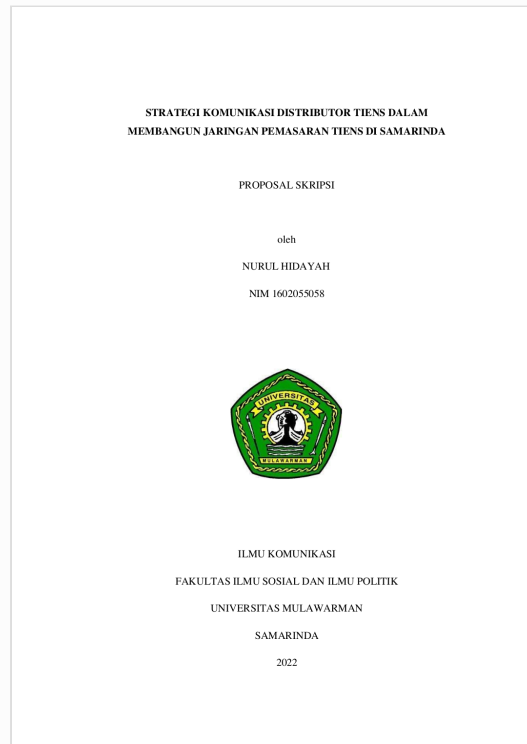 STRATEGI KOMUNIKASI DISTRIBUTOR TIENS DALAM
MEMBANGUN JARINGAN PEMASARAN TIENS DI SAMARINDA
PROPOSAL SKRIPSI
oleh
NURUL HIDAYAH
NIM 1602055058
UNIVERSITAS
MULAWARMAN
ILMU KOMUNIKASI
FAKULTAS ILMU SOSIAL DAN ILMU POLITIK
UNIVERSITAS MULAWARMAN
SAMARINDA
2022